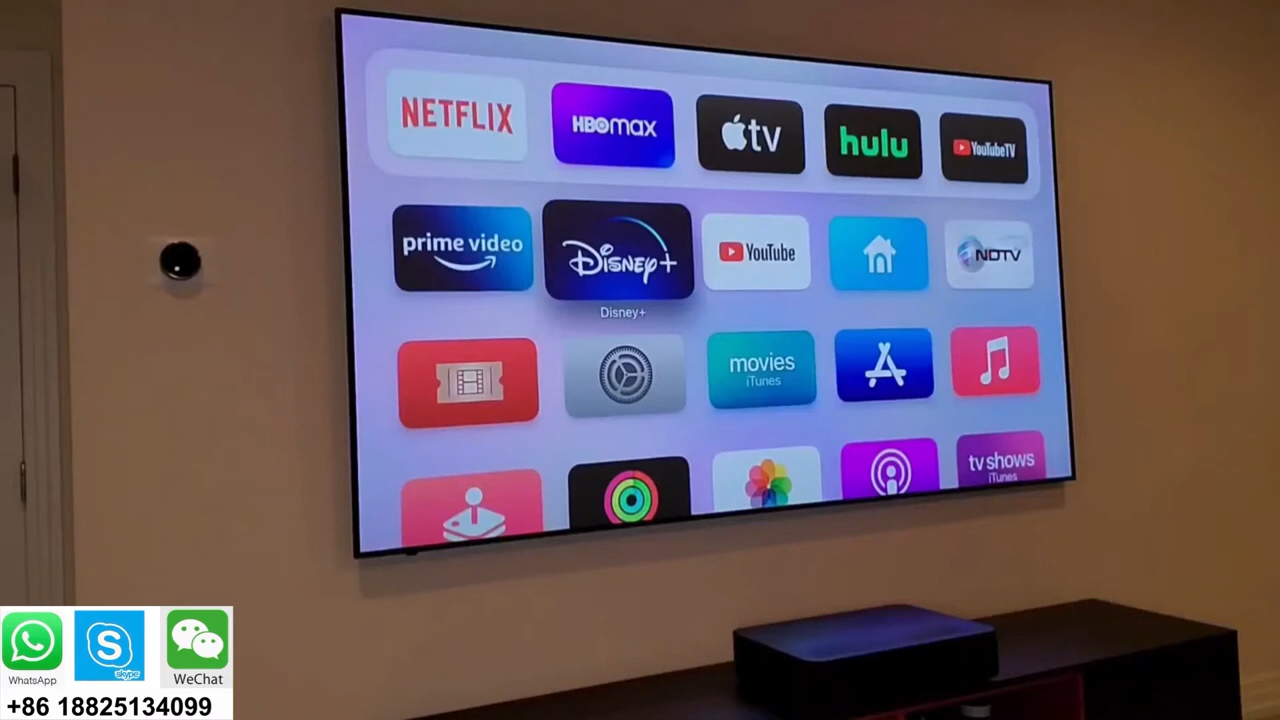 NETFLIX
HBOmax
tv
hulu
YouTubeTV
prime video
Disney+
YouTube
NDTV
Disney+
movies
iTunes
tv shows
iTunes
WhatsApp
skype
WeChat
+86 18825134099